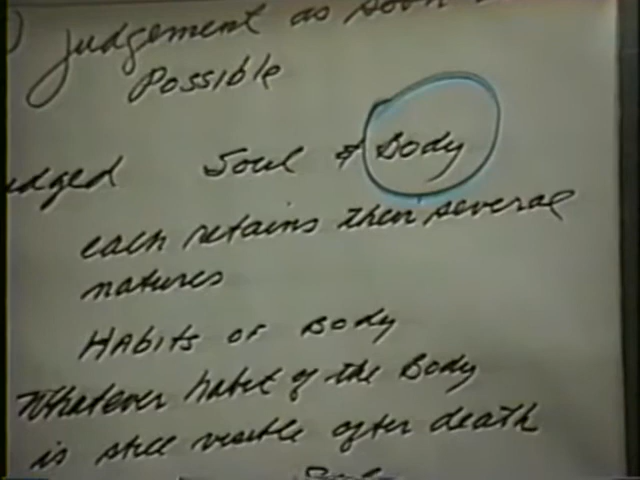 ) Judgement as soon
Possible
udged Soul & Body
each retains their several
natures
Habits of Body
Whatever habit of the Body
is still visible after death